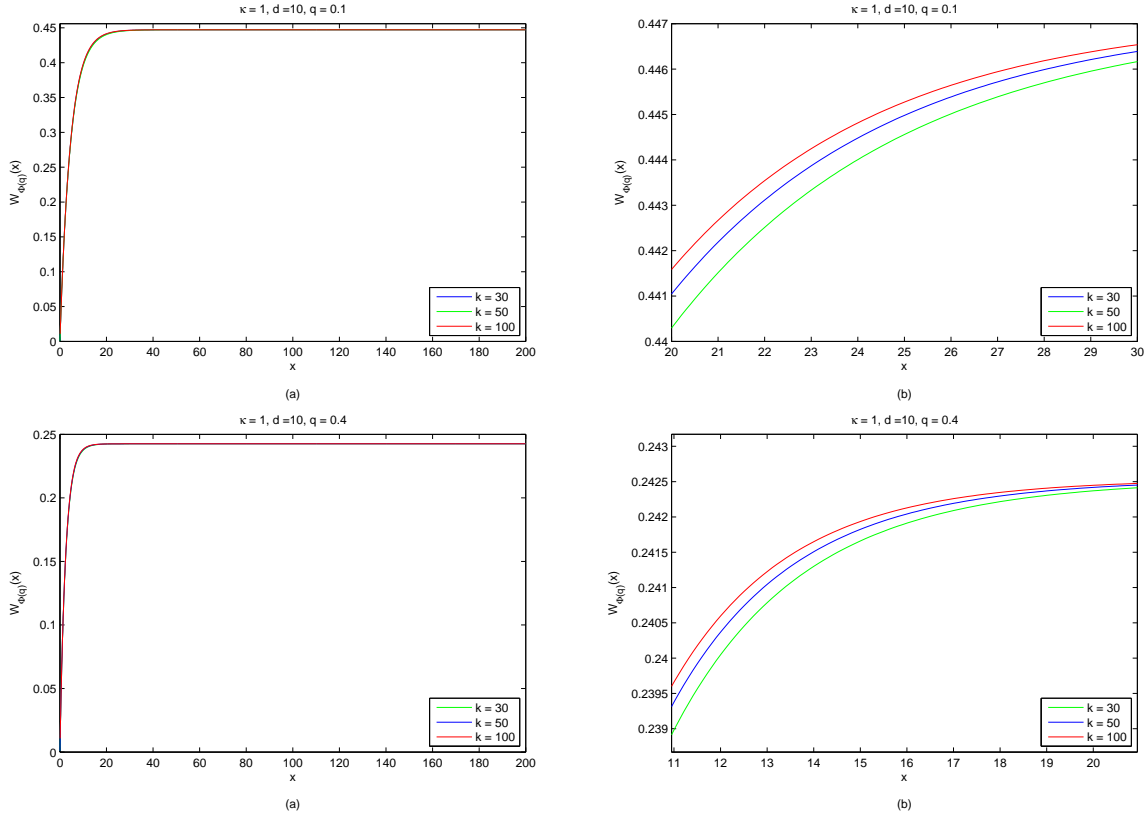 κ = 1, d =10, q = 0.1
0.45
0.4
0.35
0.3
0.25
0.2
0.15
0.1
0.05
0
W_Φ(q)(x)
k = 30
k = 50
k = 100
0 20 40 60 80 100 120 140 160 180 200
x
(a)
κ = 1, d =10, q = 0.1
0.447
0.446
0.445
0.444
0.443
0.442
0.441
0.44
W_Φ(q)(x)
k = 30
k = 50
k = 100
20 21 22 23 24 25 26 27 28 29 30
x
(b)
κ = 1, d =10, q = 0.4
0.25
0.2
0.15
0.1
0.05
0
W_Φ(q)(x)
k = 30
k = 50
k = 100
0 20 40 60 80 100 120 140 160 180 200
x
(a)
κ = 1, d =10, q = 0.4
0.243
0.2425
0.242
0.2415
0.241
0.2405
0.24
0.2395
0.239
W_Φ(q)(x)
k = 30
k = 50
k = 100
11 12 13 14 15 16 17 18 19 20
x
(b)